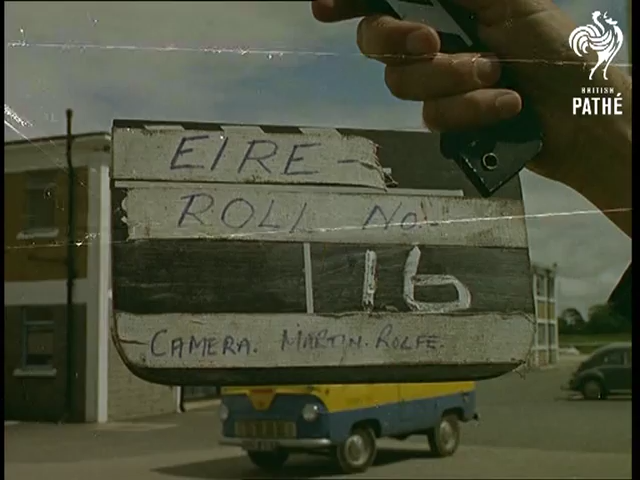 BRITISH
PATHÉ
EIRE -
ROLL No.
16
CAMERA. MARTIN. ROLFE.